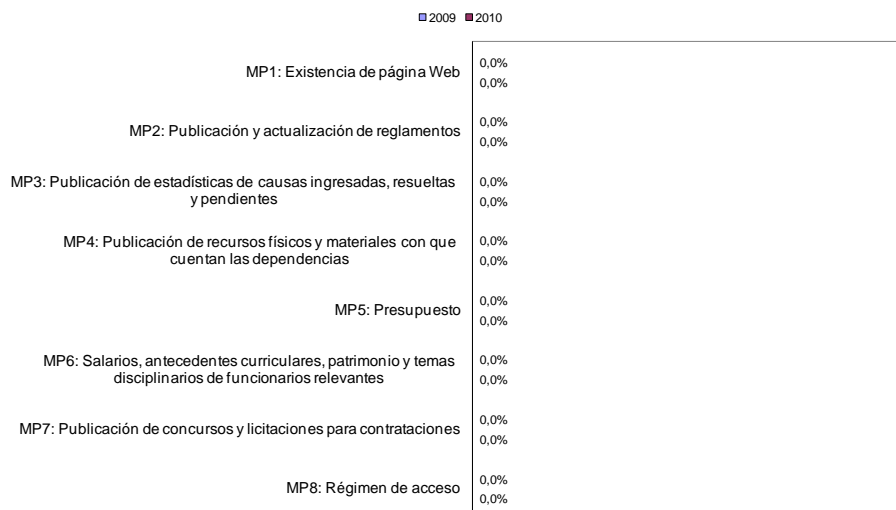 2009 2010
MP1: Existencia de página Web
0,0%
0,0%
MP2: Publicación y actualización de reglamentos
0,0%
0,0%
MP3: Publicación de estadísticas de causas ingresadas, resueltas
y pendientes
0,0%
0,0%
MP4: Publicación de recursos físicos y materiales con que
cuentan las dependencias
0,0%
0,0%
MP5: Presupuesto
0,0%
0,0%
MP6: Salarios, antecedentes curriculares, patrimonio y temas
disciplinarios de funcionarios relevantes
0,0%
0,0%
MP7: Publicación de concursos y licitaciones para contrataciones
0,0%
0,0%
MP8: Régimen de acceso
0,0%
0,0%